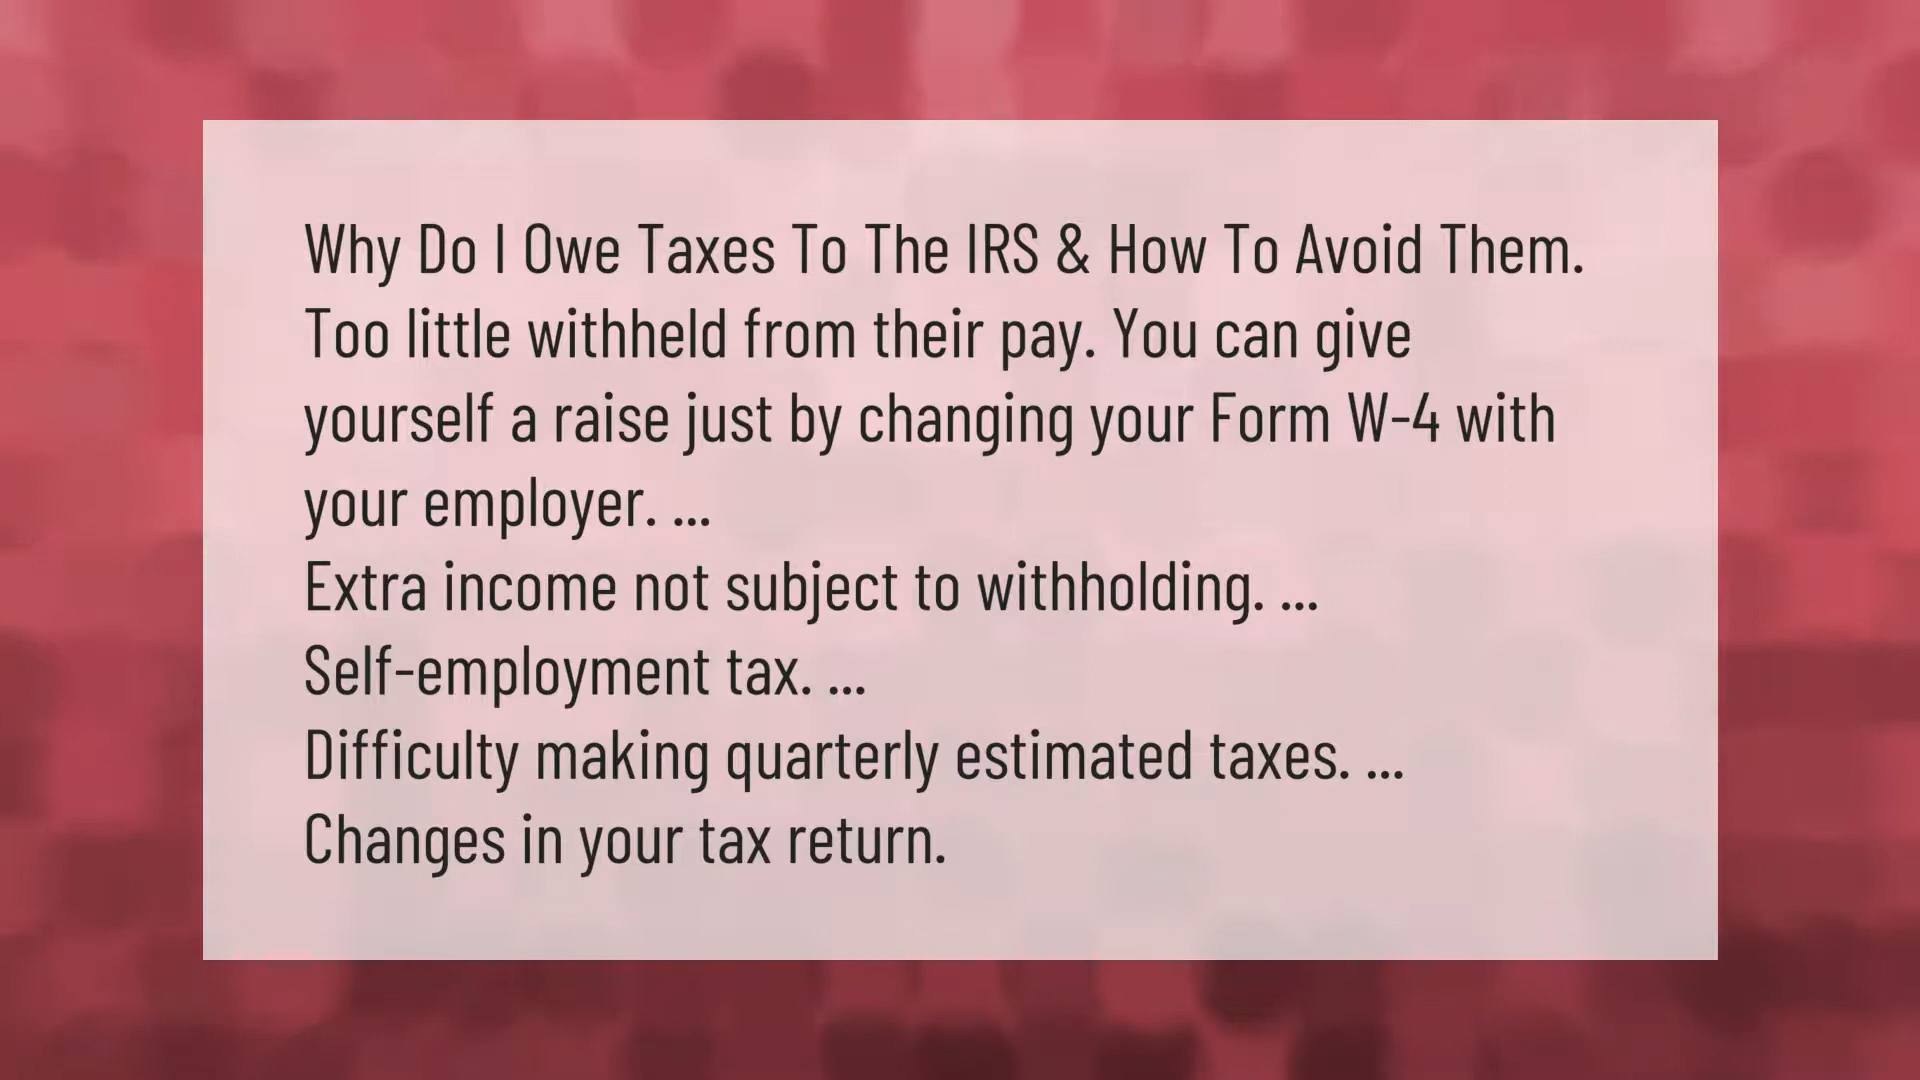 Why Do I Owe Taxes To The IRS & How To Avoid Them.
Too little withheld from their pay. You can give
yourself a raise just by changing your Form W-4 with
your employer. ...
Extra income not subject to withholding. ...
Self-employment tax. ...
Difficulty making quarterly estimated taxes. ...
Changes in your tax return.